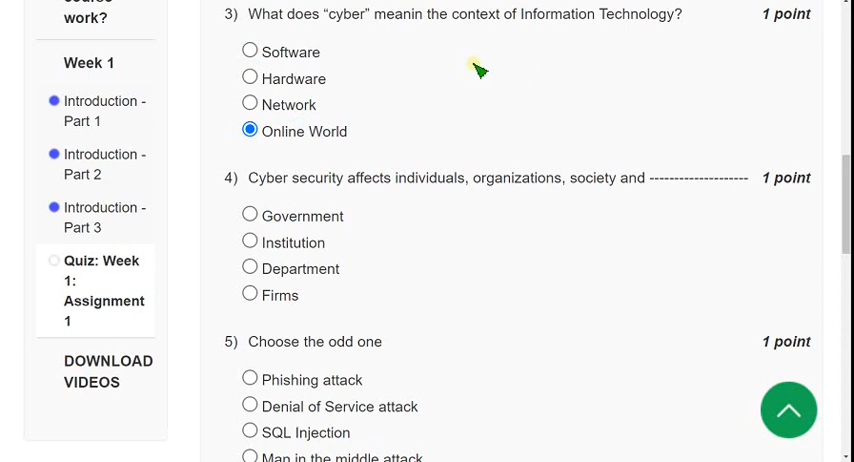 work?
Week 1
Introduction -
Part 1
Introduction -
Part 2
Introduction -
Part 3
Quiz: Week
1:
Assignment
1
DOWNLOAD
VIDEOS
3) What does “cyber” meanin the context of Information Technology? 1 point
Software
Hardware
Network
Online World
4) Cyber security affects individuals, organizations, society and -------------------- 1 point
Government
Institution
Department
Firms
5) Choose the odd one 1 point
Phishing attack
Denial of Service attack
SQL Injection
Man in the middle attack